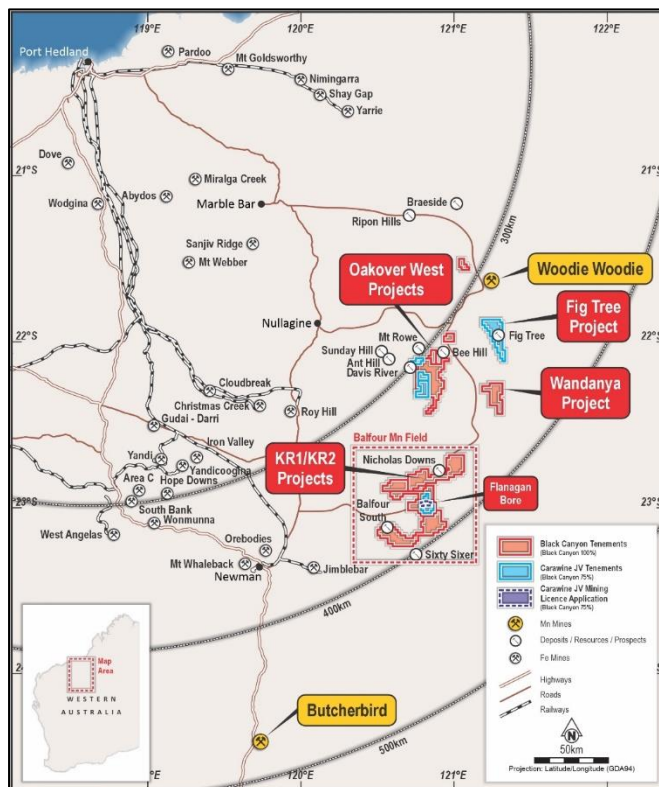 119°E
120°E
121°E
122°E
Port Hedland
Pardoo
Mt Goldsworthy
Nimingarra
Shay Gap
Yarrie
Dove
21°S
Miralga Creek
Abydos
Wodgina
Marble Bar
Braeside
Ripon Hills
300km
Sanjiv Ridge
Mt Webber
Oakover West
Projects
Woodie Woodie
Fig Tree
Project
Nullagine
22°S
Mt Rowe
Fig Tree
Sunday Hill
Bee Hill
Ant Hill
Davis River
Cloudbreak
Christmas Creek
Roy Hill
Wandanya
Project
Gudai - Darri
Iron Valley
Balfour Mn Field
Yandi
Yandicoogina
KR1/KR2
Projects
Nicholas Downs
Area C
Hope Downs
23°S
South Bank
Wonmunna
Flanagan
Bore
Balfour
South
West Angelas
Orebodies
Mt Whaleback
Jimblebar
Newman
Sixty Sixer
400km
Black Canyon Tenements
(Black Canyon 100%)
Carawine JV Tenements
(Black Canyon 75%)
Carawine JV Mining
Licence Application
(Black Canyon 75%)
Mn Mines
Deposits / Resources / Prospects
Fe Mines
Highways
Roads
Railways
N
50km
Projection: Latitude/Longitude (GDA94)
Map
Area
WESTERN
AUSTRALIA
24°
Butcherbird
500km
119°E
120°E
121°E
122°E